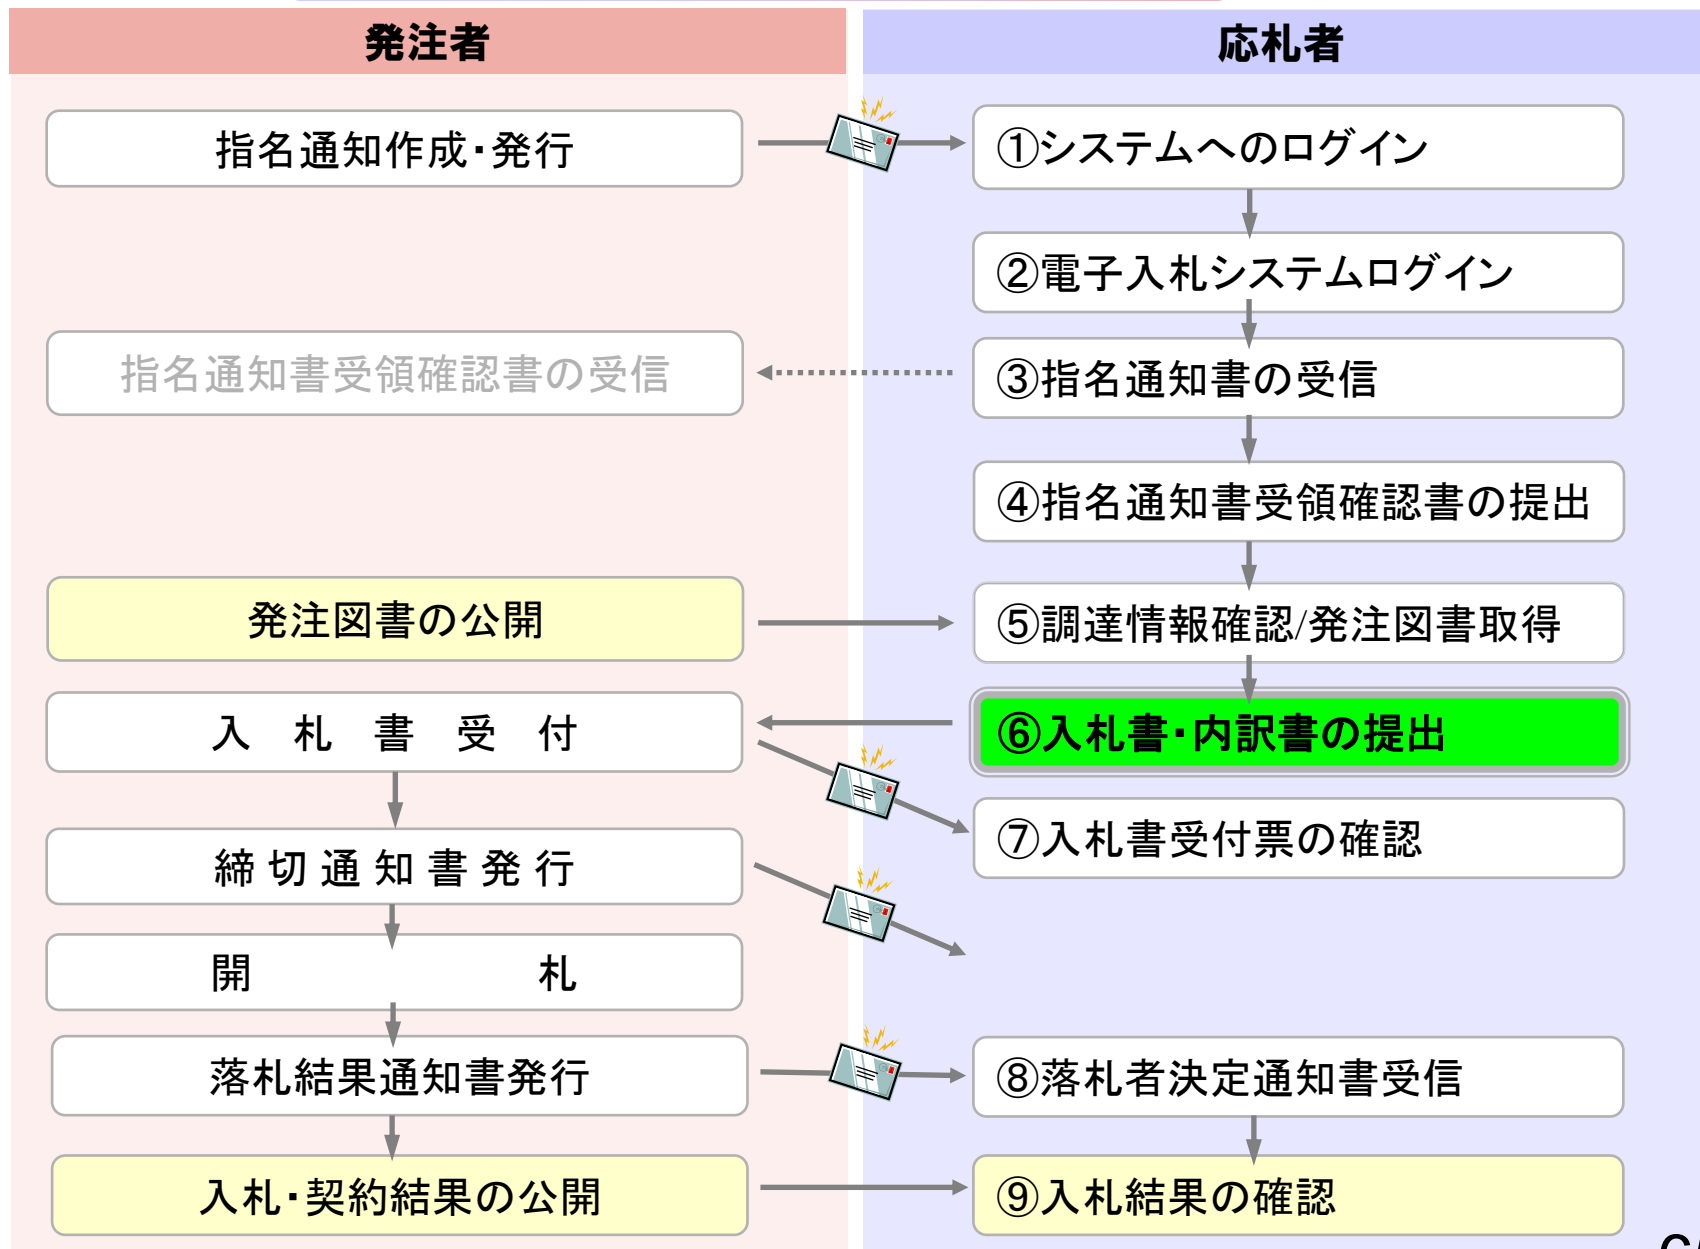 発注者
応札者
指名通知作成・発行
①システムへのログイン
②電子入札システムログイン
指名通知書受領確認書の受信
③指名通知書の受信
④指名通知書受領確認書の提出
発注図書の公開
⑤調達情報確認/発注図書取得
入 札 書 受 付
⑥入札書・内訳書の提出
⑦入札書受付票の確認
締 切 通 知 書 発 行
開 札
落札結果通知書発行
⑧落札者決定通知書受信
入札・契約結果の公開
⑨入札結果の確認